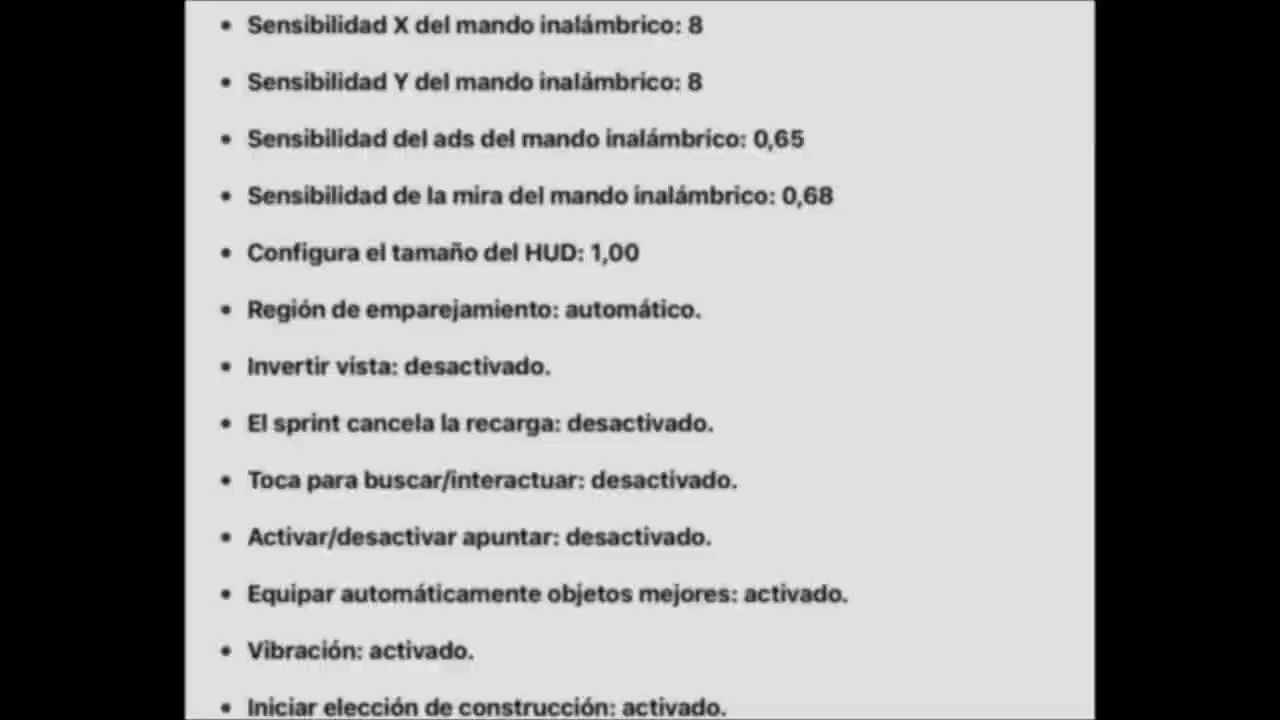 • Sensibilidad X del mando inalámbrico: 8
• Sensibilidad Y del mando inalámbrico: 8
• Sensibilidad del ads del mando inalámbrico: 0,65
• Sensibilidad de la mira del mando inalámbrico: 0,68
• Configura el tamaño del HUD: 1,00
• Región de emparejamiento: automático.
• Invertir vista: desactivado.
• El sprint cancela la recarga: desactivado.
• Toca para buscar/interactuar: desactivado.
• Activar/desactivar apuntar: desactivado.
• Equipar automáticamente objetos mejores: activado.
• Vibración: activado.
• Iniciar elección de construcción: activado.